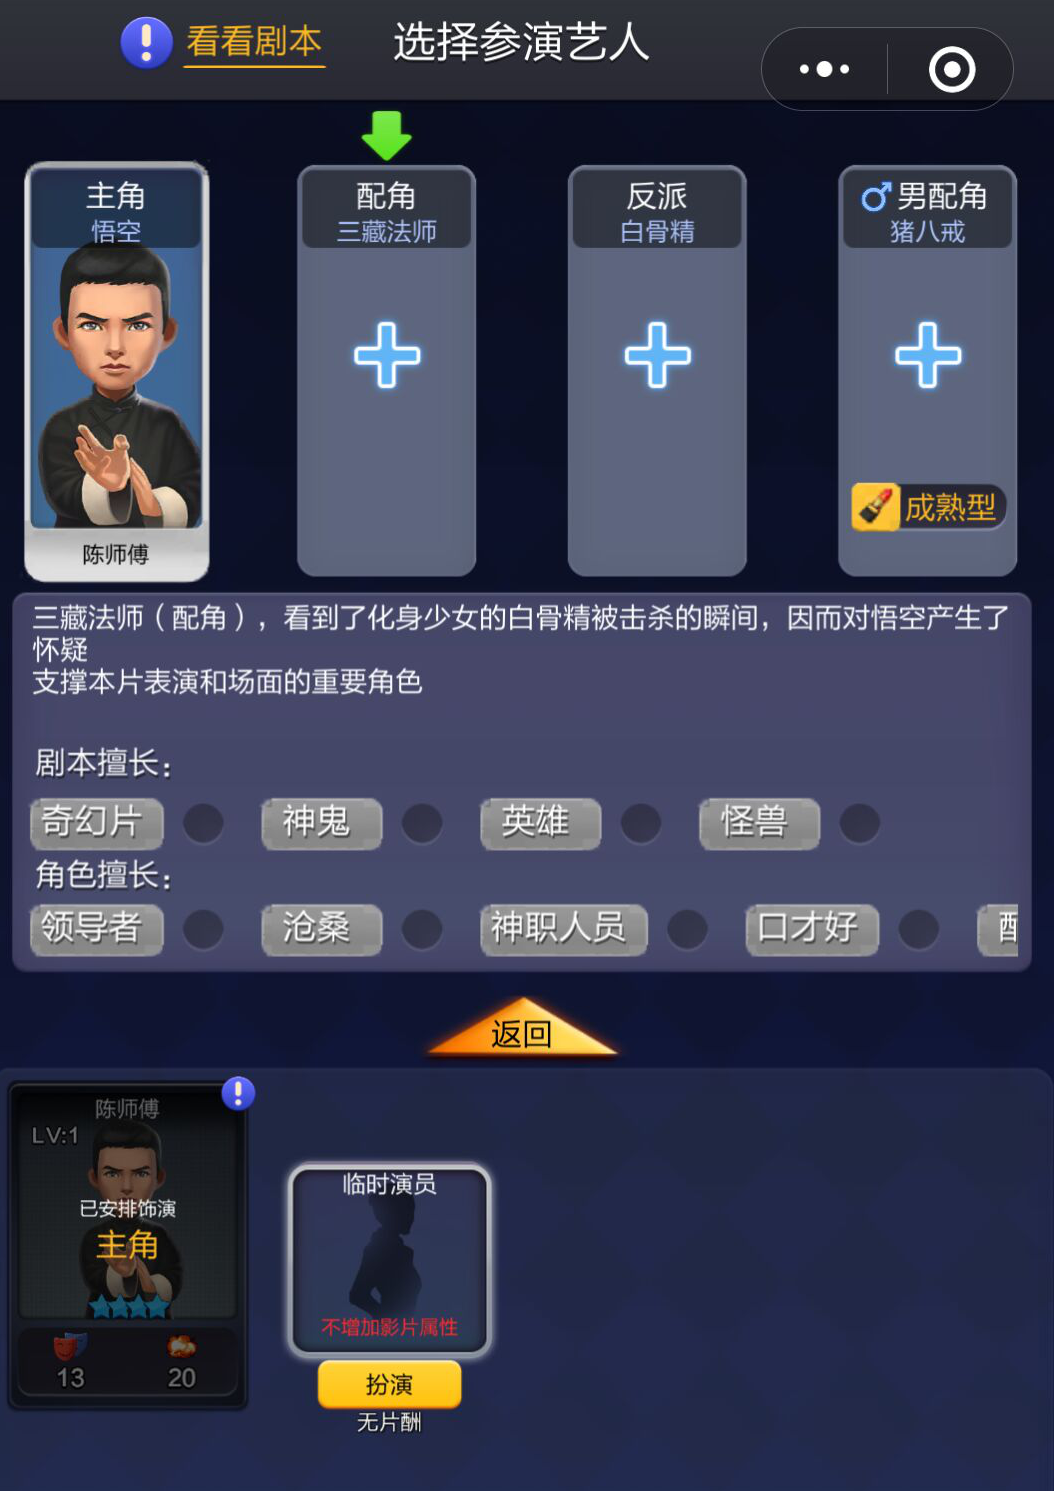 看看剧本
选择参演艺人
主角
悟空
陈师傅
配角
三藏法师
反派
白骨精
男配角
猪八戒
成熟型
三藏法师（配角），看到了化身少女的白骨精被击杀的瞬间，因而对悟空产生了
怀疑
支撑本片表演和场面的重要角色
剧本擅长：
奇幻片 神鬼 英雄 怪兽
角色擅长：
领导者 沧桑 神职人员 口才好
返回
陈师傅
LV:1
已安排饰演
主角
13 20
临时演员
不增加影片属性
扮演
无片酬